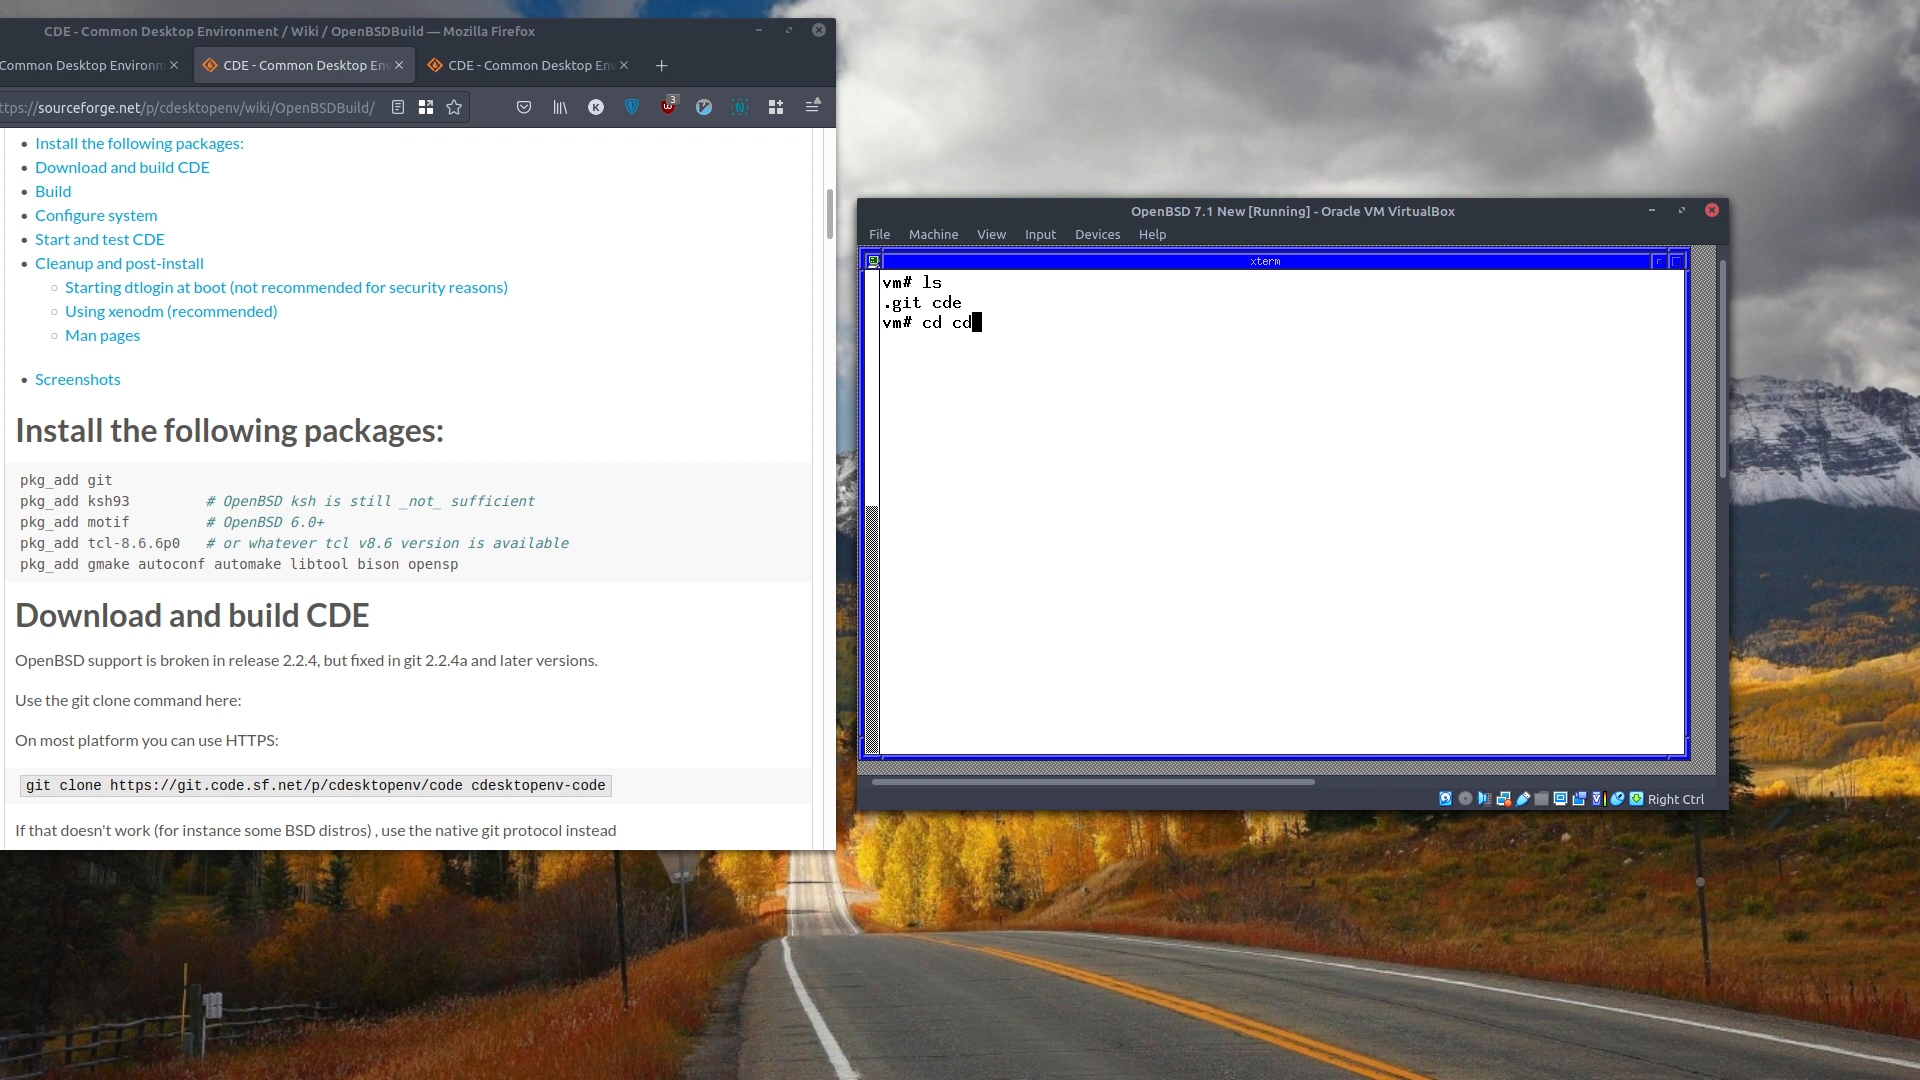 CDE - Common Desktop Environment / Wiki / OpenBSDBuild — Mozilla Firefox
Common Desktop Environm
CDE - Common Desktop En
CDE - Common Desktop En
ttps://sourceforge.net/p/cdesktopenv/wiki/OpenBSDBuild/
K
3
N
Install the following packages:
Download and build CDE
Build
Configure system
Start and test CDE
Cleanup and post-install
Starting dtlogin at boot (not recommended for security reasons)
Using xenodm (recommended)
Man pages
Screenshots
Install the following packages:
pkg_add git
pkg_add ksh93 # OpenBSD ksh is still _not_ sufficient
pkg_add motif # OpenBSD 6.0+
pkg_add tcl-8.6.6p0 # or whatever tcl v8.6 version is available
pkg_add gmake autoconf automake libtool bison opensp
Download and build CDE
OpenBSD support is broken in release 2.2.4, but fixed in git 2.2.4a and later versions.
Use the git clone command here:
On most platform you can use HTTPS:
git clone https://git.code.sf.net/p/cdesktopenv/code cdesktopenv-code
If that doesn't work (for instance some BSD distros) , use the native git protocol instead
OpenBSD 7.1 New [Running] - Oracle VM VirtualBox
File Machine View Input Devices Help
xterm
vm# ls
.git cde
vm# cd cd
Right Ctrl